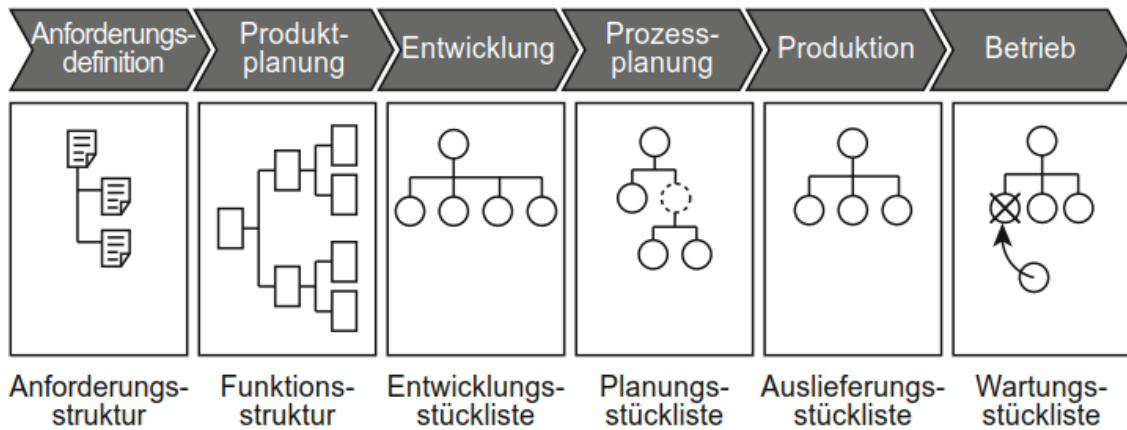 Anforderungs-
definition
Produkt-
planung
Entwicklung
Prozess-
planung
Produktion
Betrieb
Anforderungs-
struktur
Funktions-
struktur
Entwicklungs-
stückliste
Planungs-
stückliste
Auslieferungs-
stückliste
Wartungs-
stückliste